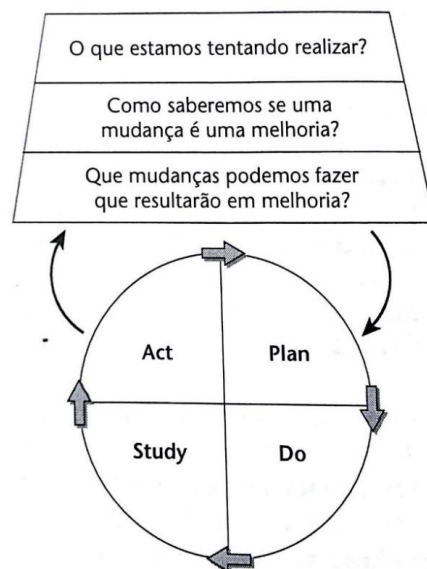 O que estamos tentando realizar?
Como saberemos se uma
mudança é uma melhoria?
Que mudanças podemos fazer
que resultarão em melhoria?
Act
Plan
Study
Do